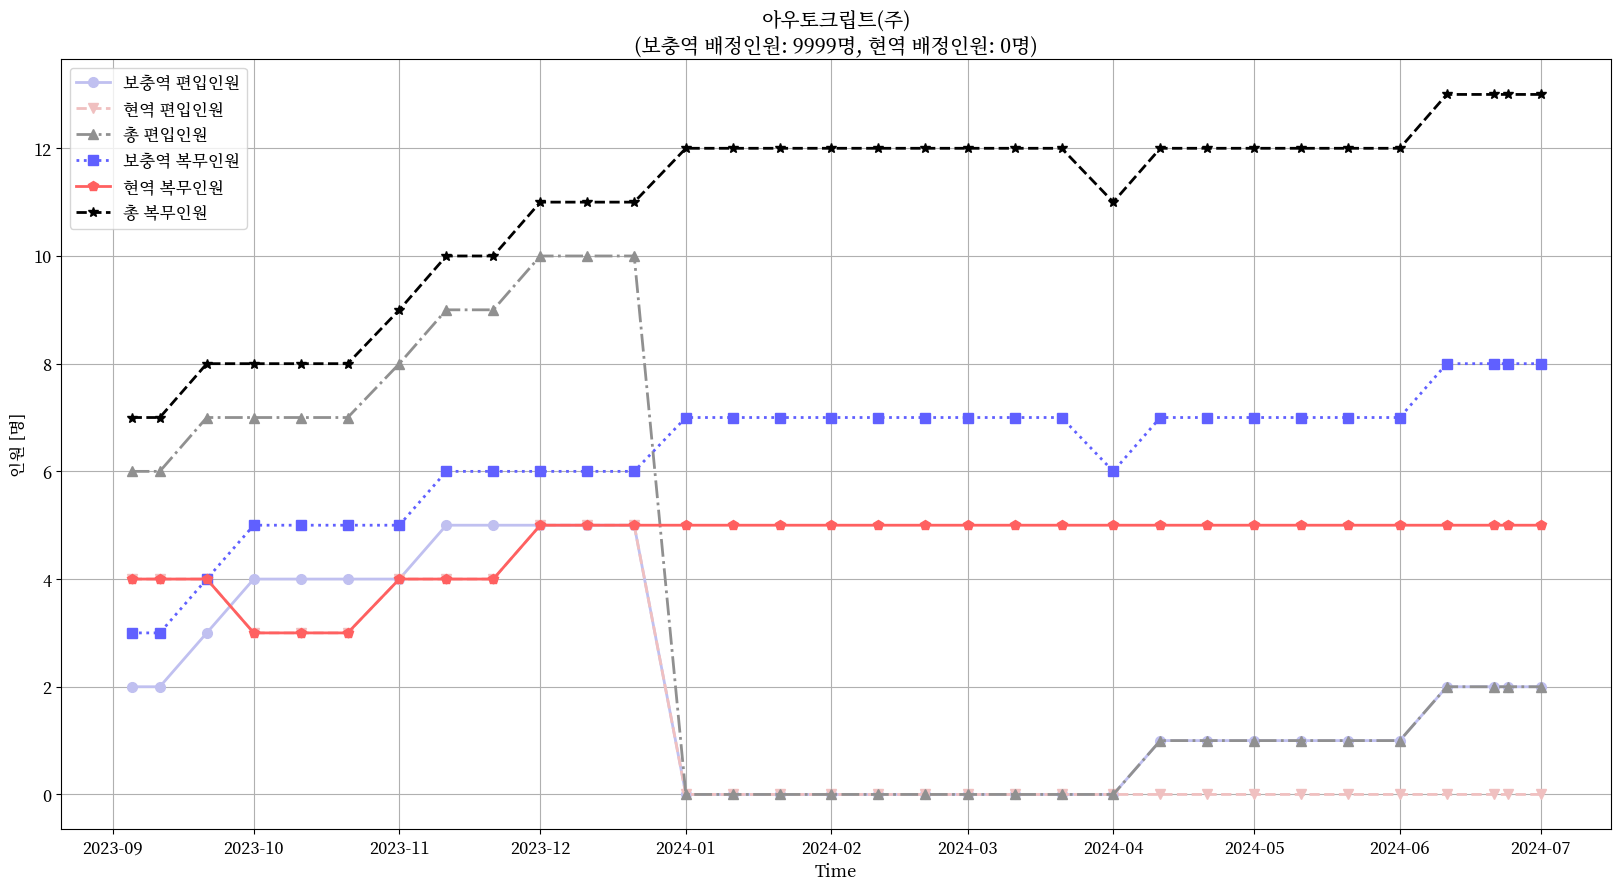 아우토크립트(주)
(보충역 배정인원: 9999명, 현역 배정인원: 0명)
보충역 편입인원
현역 편입인원
총 편입인원
보충역 복무인원
현역 복무인원
총 복무인원
인원 [명]
12
10
8
6
4
2
0
2023-09 2023-10 2023-11 2023-12 2024-01 2024-02 2024-03 2024-04 2024-05 2024-06 2024-07
Time